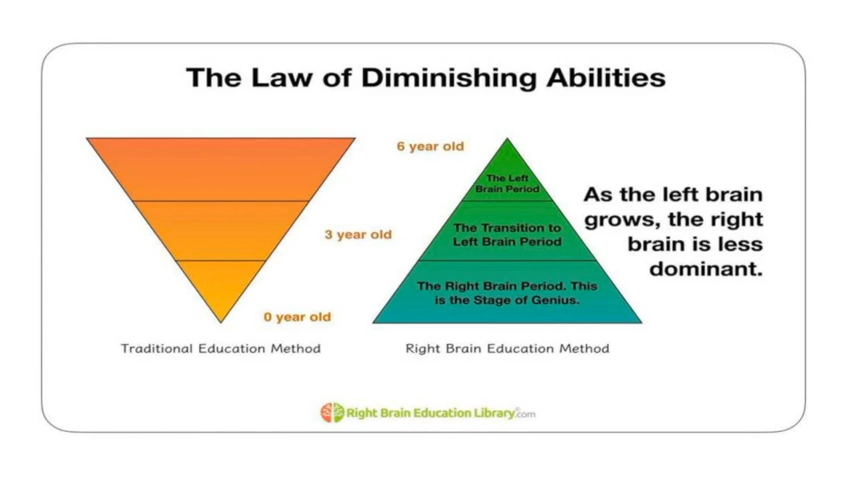 The Law of Diminishing Abilities
6 year old
The Left
Brain Period
3 year old
The Transition to
Left Brain Period
The Right Brain Period. This
is the Stage of Genius.
0 year old
As the left brain
grows, the right
brain is less
dominant.
Traditional Education Method
Right Brain Education Method
Right Brain Education Library.com